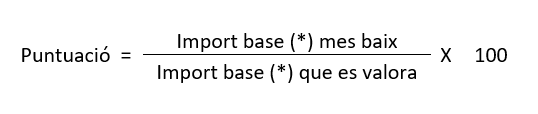 Import base (*) mes baix
Puntuació = ─────────────── X 100
Import base (*) que es valora